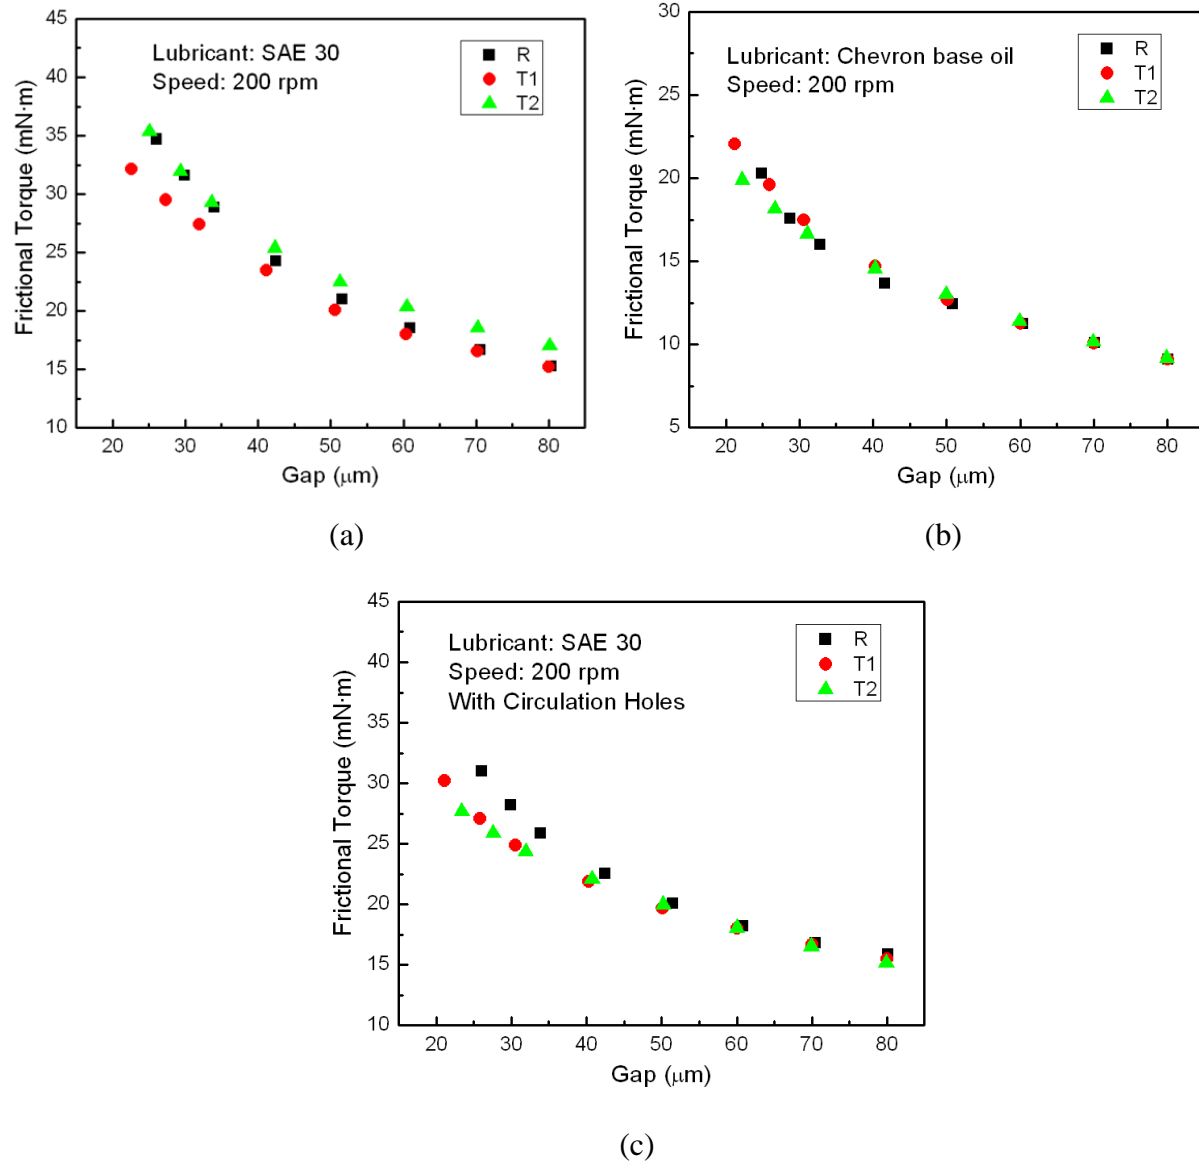 45
40
35
30
25
20
15
10
Frictional Torque (mN·m)
Lubricant: SAE 30
Speed: 200 rpm
R
T1
T2
20 30 40 50 60 70 80
Gap (μm)
(a)
30
25
20
15
10
5
Frictional Torque (mN·m)
Lubricant: Chevron base oil
Speed: 200 rpm
R
T1
T2
20 30 40 50 60 70 80
Gap (μm)
(b)
45
40
35
30
25
20
15
10
Frictional Torque (mN·m)
Lubricant: SAE 30
Speed: 200 rpm
With Circulation Holes
R
T1
T2
20 30 40 50 60 70 80
Gap (μm)
(c)